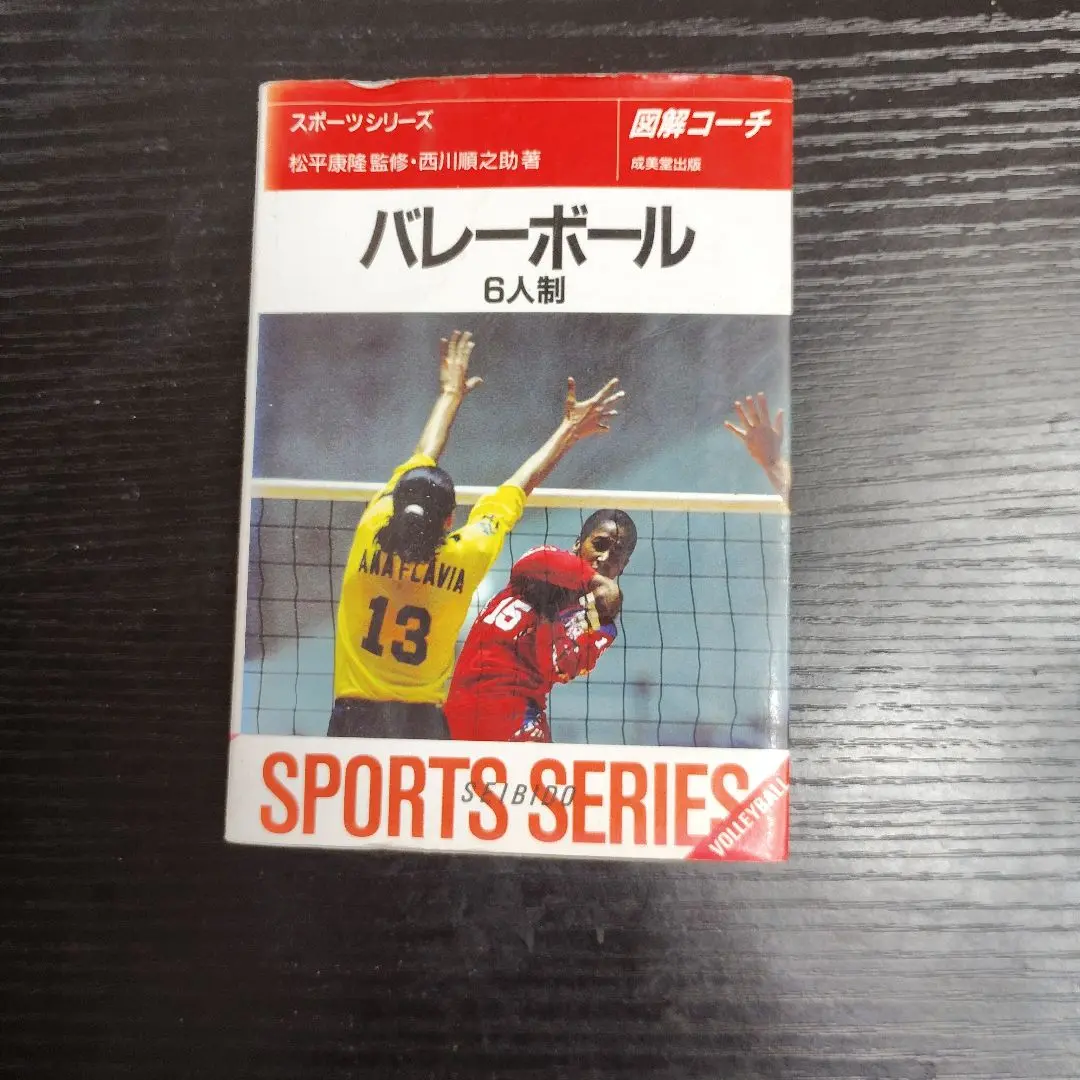 スポーツシリーズ
図解コーチ
松平康隆監修・西川順之助著
成美堂出版
バレーボール
6人制
ANA FLAVIA
13
15
SPORTS SERIES
SEIBIDO
VOLLEYBALL